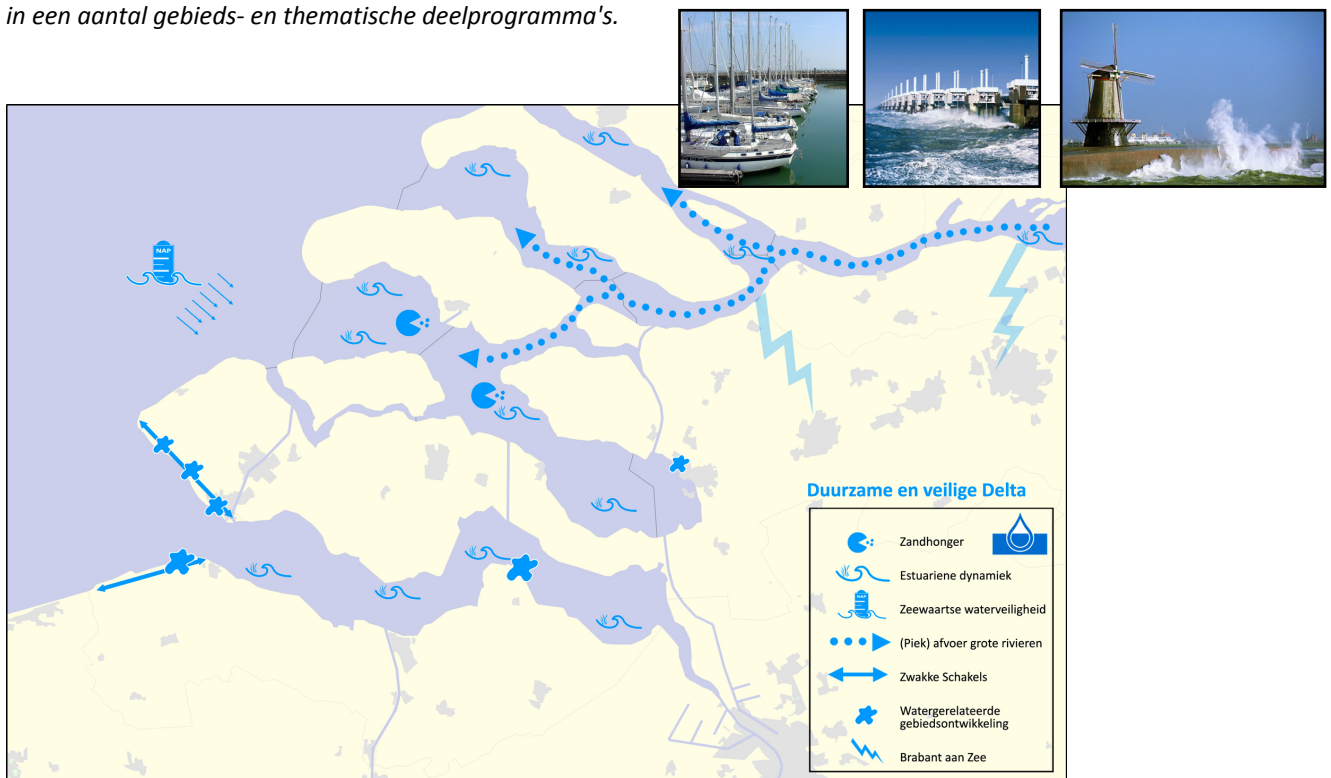 in een aantal gebieds- en thematische deelprogramma's.
NAP
Duurzame en veilige Delta
Zandhonger
Estuariene dynamiek
NAP
Zeewaartse waterveiligheid
(Piek) afvoer grote rivieren
Zwakke Schakels
Watergerelateerde
gebiedsontwikkeling
Brabant aan Zee